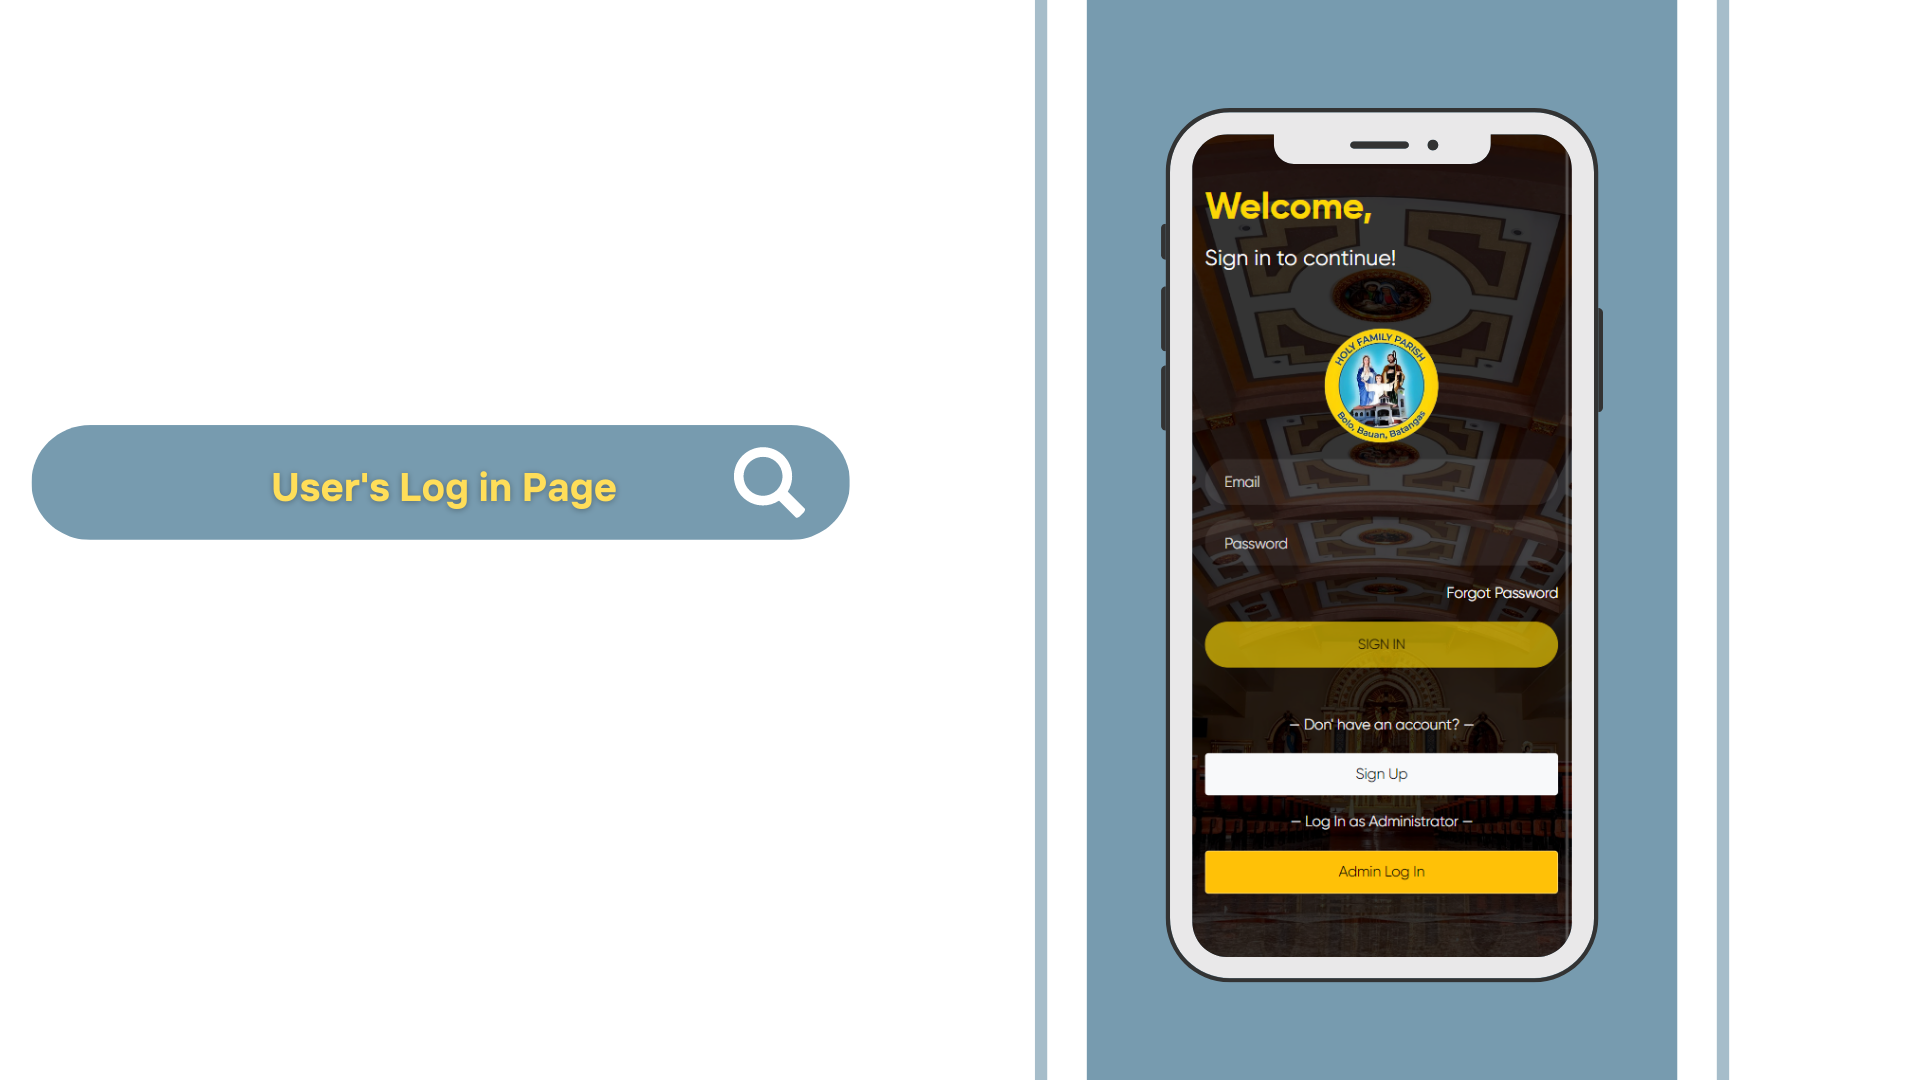 User's Log in Page
Welcome,
Sign in to continue!
HOLY FAMILY PARISH
Bolo, Bauan, Batangas
Email
Password
Forgot Password
SIGN IN
— Don' have an account? —
Sign Up
— Log In as Administrator —
Admin Log In